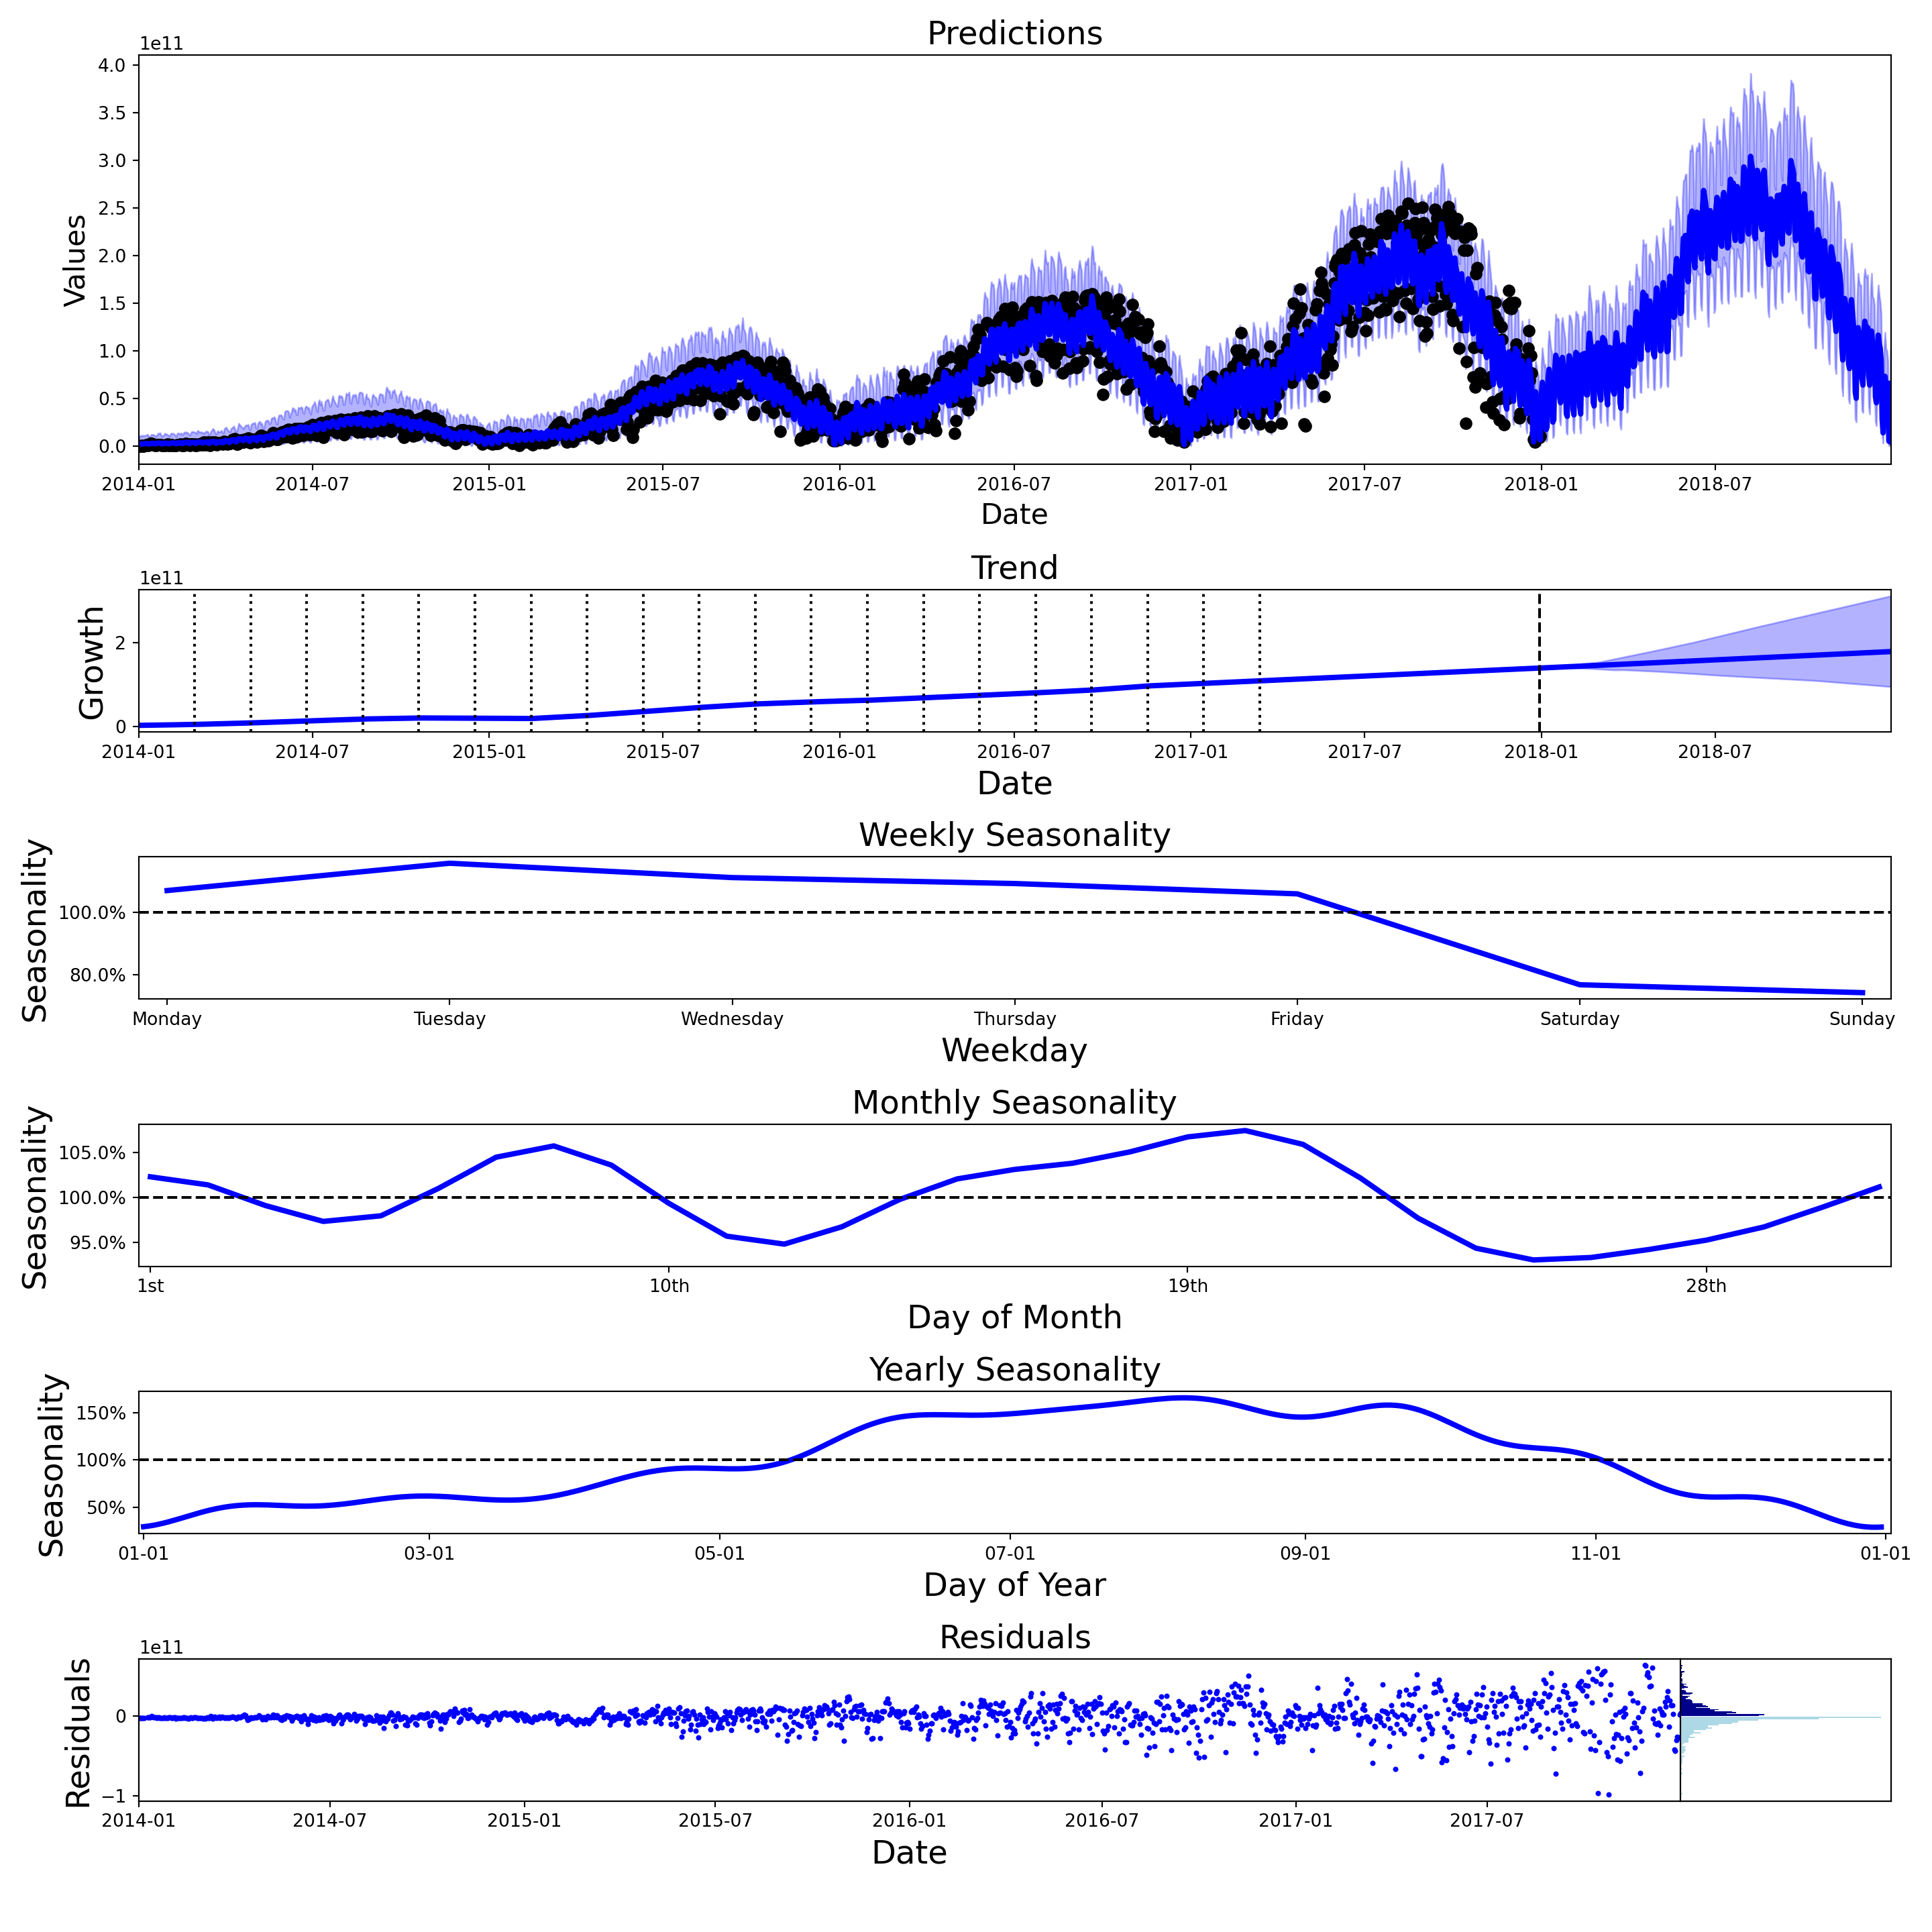 Predictions
1e11
4.0
3.5
3.0
2.5
2.0
1.5
1.0
0.5
0.0
Values
2014-01 2014-07 2015-01 2015-07 2016-01 2016-07 2017-01 2017-07 2018-01 2018-07
Date
Trend
1e11
2
0
Growth
2014-01 2014-07 2015-01 2015-07 2016-01 2016-07 2017-01 2017-07 2018-01 2018-07
Date
Weekly Seasonality
100.0%
80.0%
Seasonality
Monday Tuesday Wednesday Thursday Friday Saturday Sunday
Weekday
Monthly Seasonality
105.0%
100.0%
95.0%
Seasonality
1st 10th 19th 28th
Day of Month
Yearly Seasonality
150%
100%
50%
Seasonality
01-01 03-01 05-01 07-01 09-01 11-01 01-01
Day of Year
Residuals
1e11
0
−1
Residuals
2014-01 2014-07 2015-01 2015-07 2016-01 2016-07 2017-01 2017-07
Date